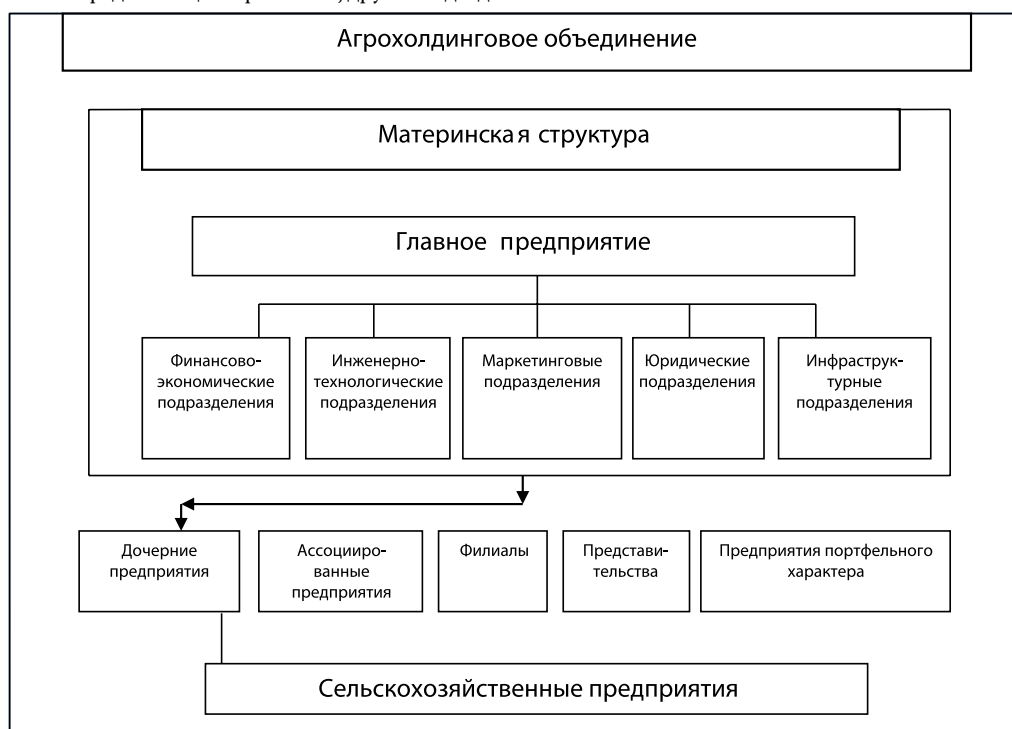 Агрохолдинговое объединение
Материнская структура
Главное предприятие
Финансово-
экономические
подразделения
Инженерно-
технологические
подразделения
Маркетинговые
подразделения
Юридические
подразделения
Инфраструк-
турные
подразделения
Дочерние
предприятия
Ассоцииро-
ванные
предприятия
Филиалы
Представи-
тельства
Предприятия портфельного
характера
Сельскохозяйственные предприятия